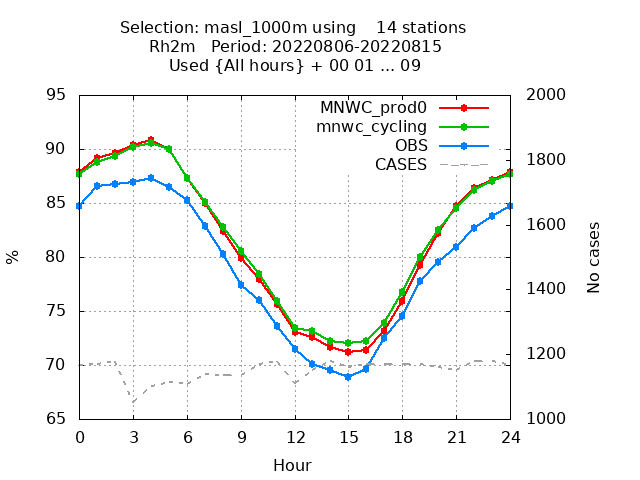 Selection: masl_1000m using    14 stations
Rh2m   Period: 20220806-20220815
Used {All hours} + 00 01 ... 09
95 2000
MNWC_prod0
mnwc_cycling
OBS
CASES
90 1800
85
1600
80
%
No cases
1400
75
1200
70
65 1000
0 3 6 9 12 15 18 21 24
Hour